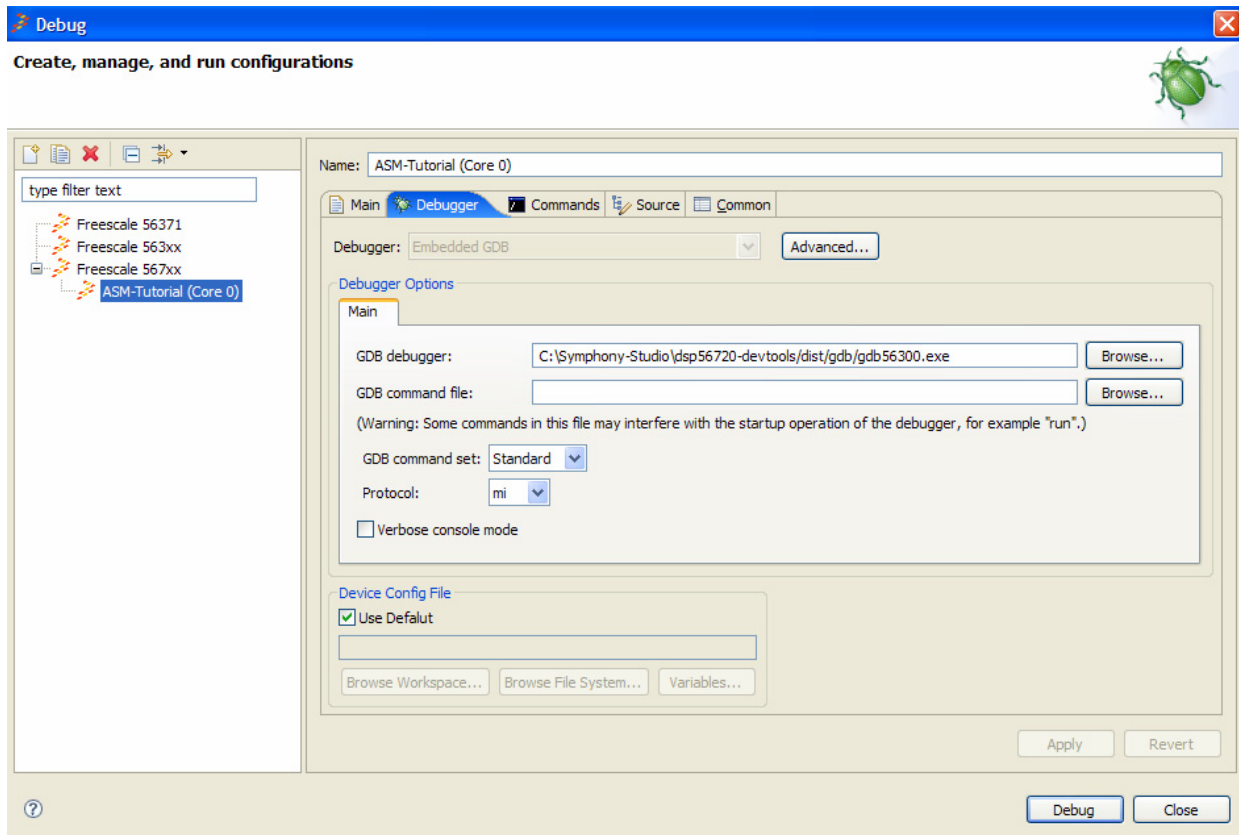 Debug
Create, manage, and run configurations
type filter text
Freescale 56371
Freescale 563xx
Freescale 567xx
ASM-Tutorial (Core 0)
Name: ASM-Tutorial (Core 0)
Main Debugger Commands Source Common
Debugger: Embedded GDB Advanced...
Debugger Options
Main
GDB debugger: C:\Symphony-Studio\dsp56720-devtools/dist/gdb/gdb56300.exe Browse...
GDB command file: Browse...
(Warning: Some commands in this file may interfere with the startup operation of the debugger, for example "run".)
GDB command set: Standard
Protocol: mi
Verbose console mode
Device Config File
Use Defalut
Browse Workspace... Browse File System... Variables...
Apply Revert
? Debug Close